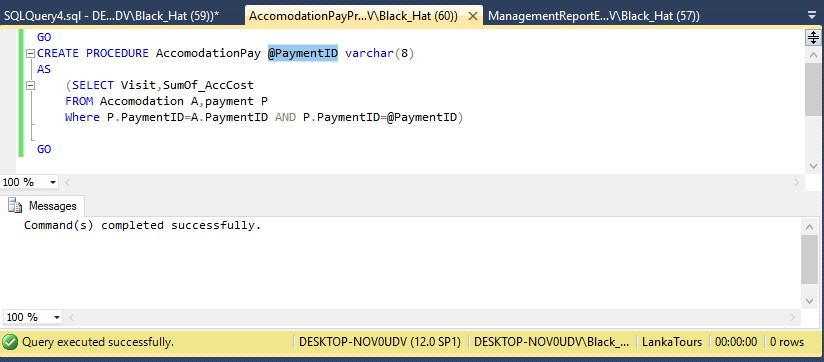 SQLQuery4.sql - DE...DV\Black_Hat (59))* AccomodationPayPr...V\Black_Hat (60)) ManagementReportE...V\Black_Hat (57))
GO
CREATE PROCEDURE AccomodationPay @PaymentID varchar(8)
AS
(SELECT Visit,SumOf_AccCost
FROM Accomodation A,payment P
Where P.PaymentID=A.PaymentID AND P.PaymentID=@PaymentID)
GO
100 %
Messages
Command(s) completed successfully.
100 %
Query executed successfully. DESKTOP-NOV0UDV (12.0 SP1) DESKTOP-NOV0UDV\Black_... LankaTours 00:00:00 0 rows